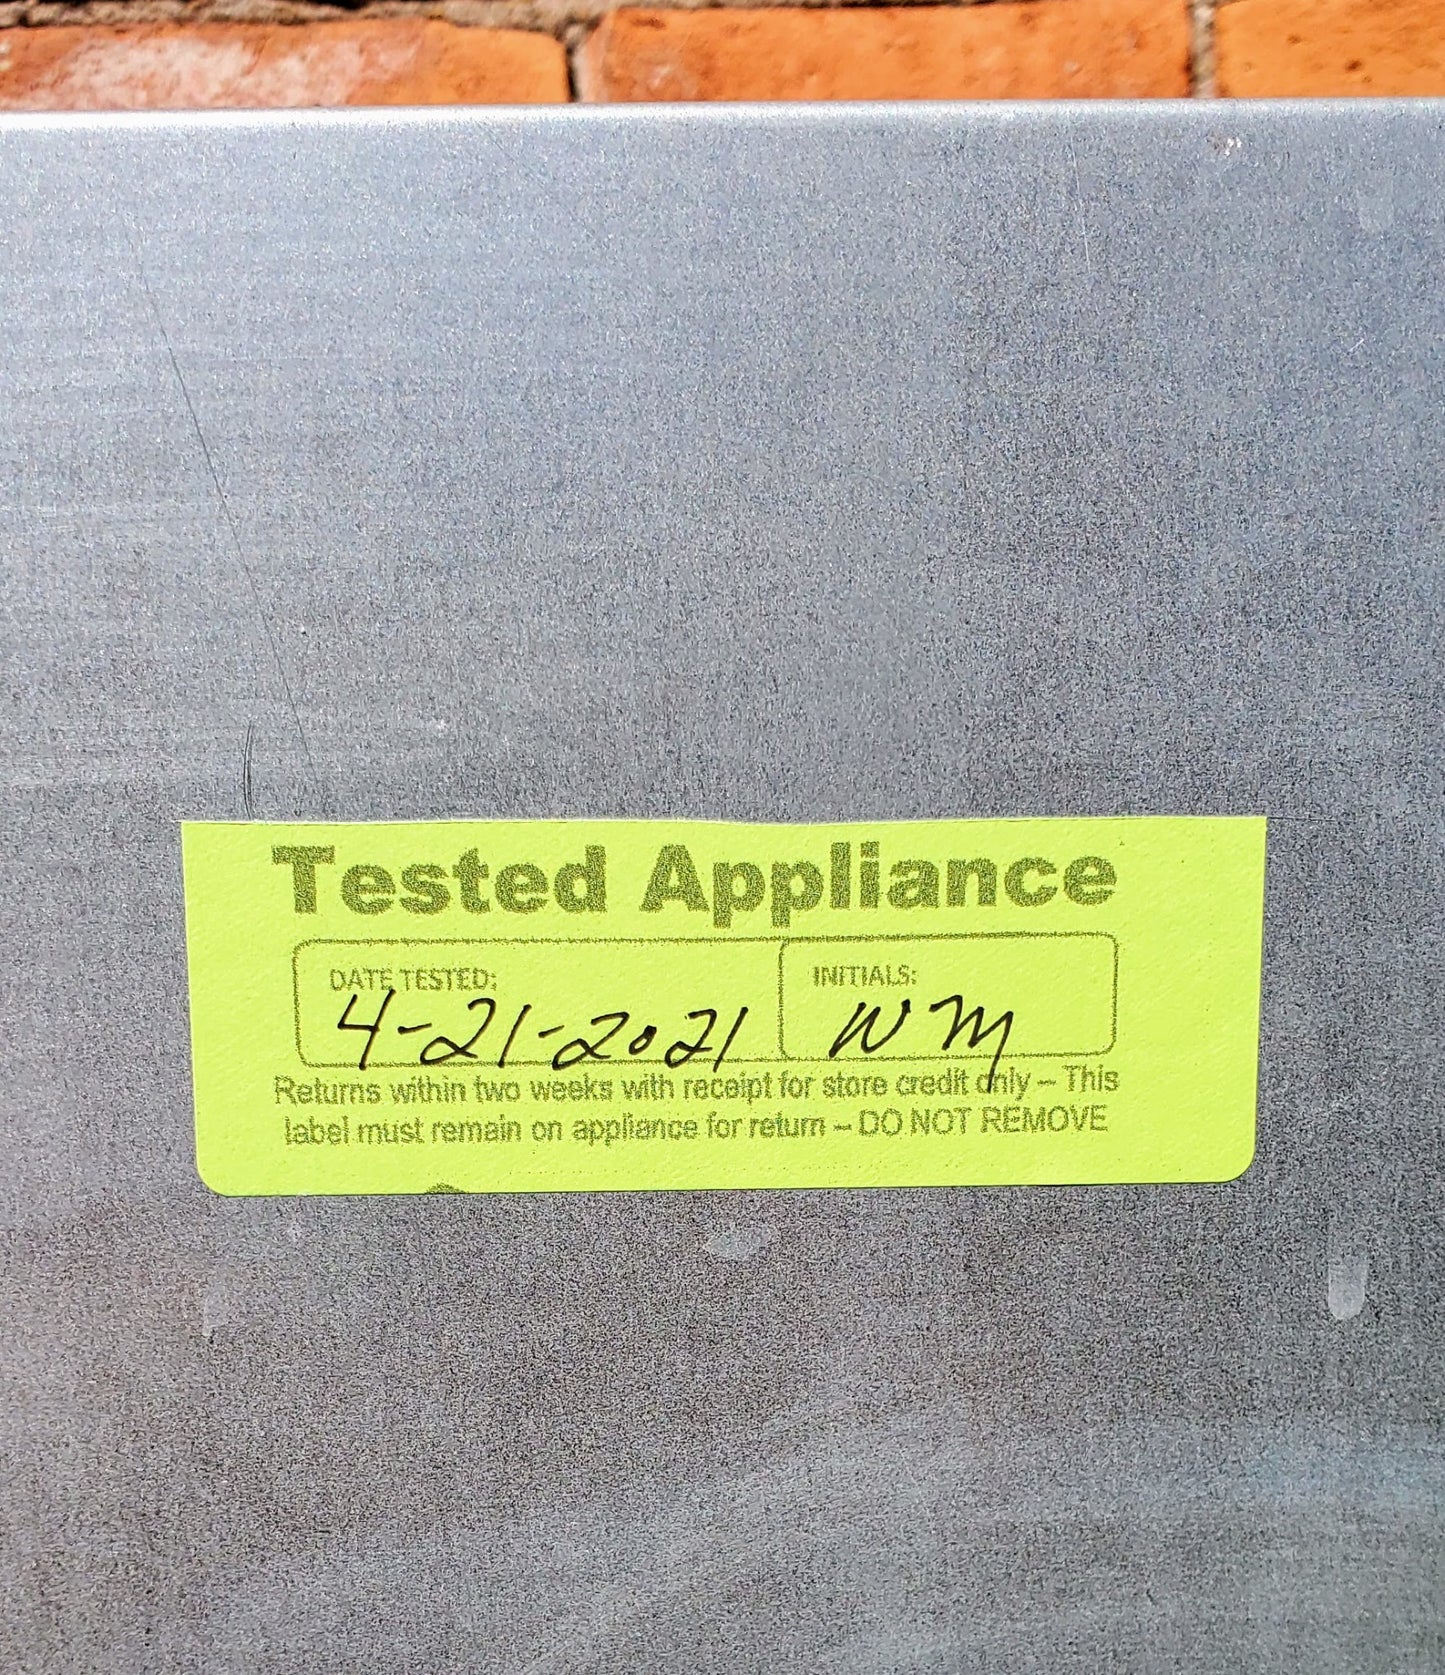 Tested Appliance
DATE TESTED:
4-21-2021
INITIALS:
WM
Returns within two weeks with receipt for store credit only – This
label must remain on appliance for return – DO NOT REMOVE